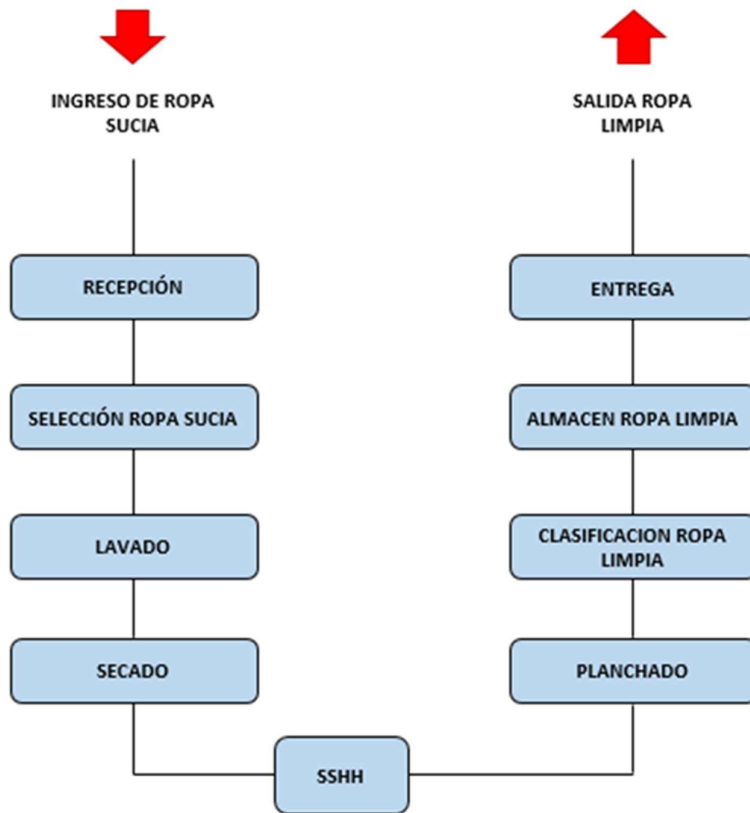 INGRESO DE ROPA
SUCIA
RECEPCIÓN
SELECCIÓN ROPA SUCIA
LAVADO
SECADO
SSHH
SALIDA ROPA
LIMPIA
ENTREGA
ALMACEN ROPA LIMPIA
CLASIFICACION ROPA
LIMPIA
PLANCHADO